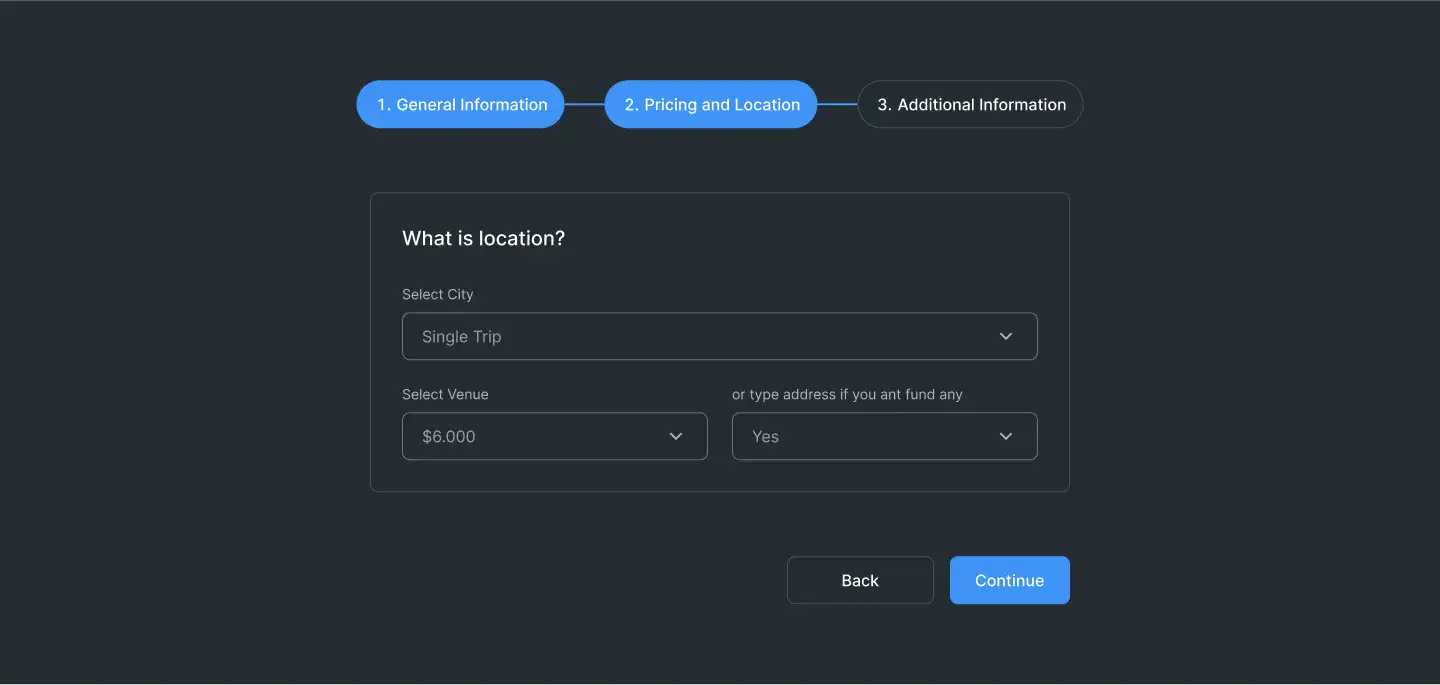 1. General Information
2. Pricing and Location
3. Additional Information
What is location?
Select City
Single Trip
Select Venue
or type address if you ant fund any
$6.000
Yes
Back
Continue